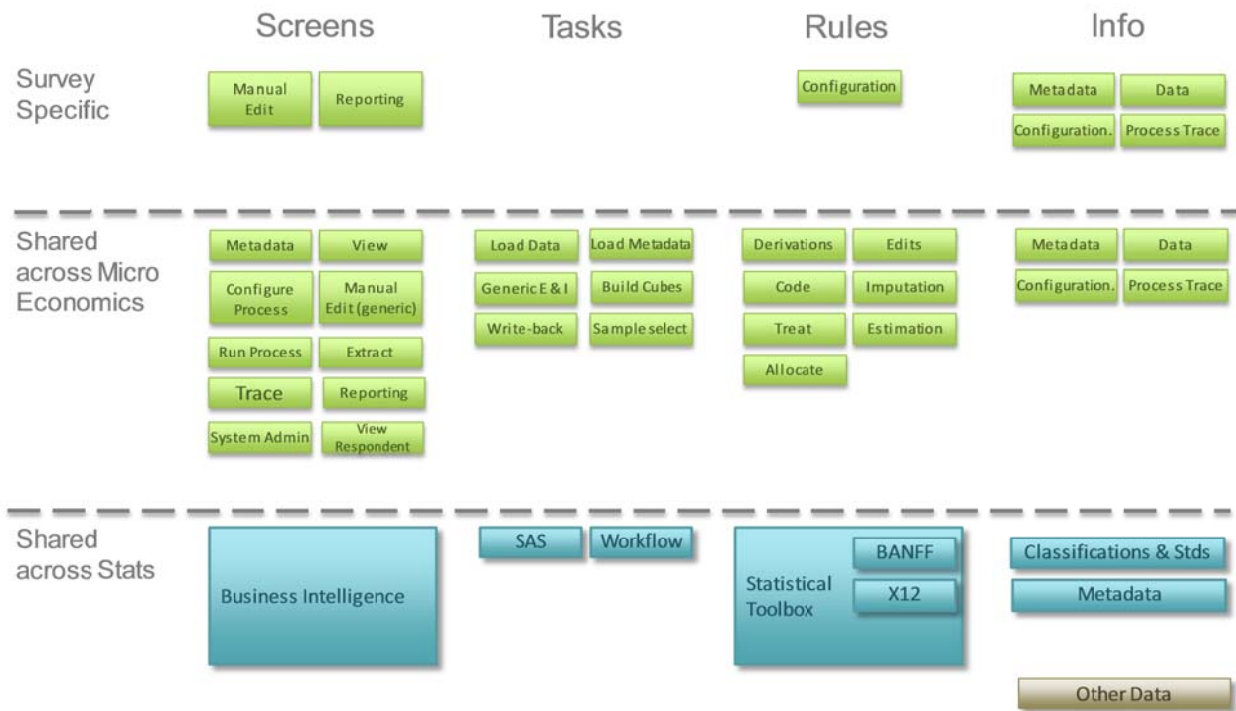 Screens
Tasks
Rules
Info
Survey
Specific
Manual
Edit
Reporting
Configuration
Metadata
Data
Configuration.
Process Trace
Shared
across Micro
Economics
Metadata
View
Configure
Process
Manual
Edit (generic)
Run Process
Extract
Trace
Reporting
System Admin
View
Respondent
Load Data
Load Metadata
Generic E & I
Build Cubes
Write-back
Sample select
Derivations
Edits
Code
Imputation
Treat
Estimation
Allocate
Metadata
Data
Configuration.
Process Trace
Shared
across Stats
Business Intelligence
SAS
Workflow
Statistical
Toolbox
BANFF
X12
Classifications & Stds
Metadata
Other Data